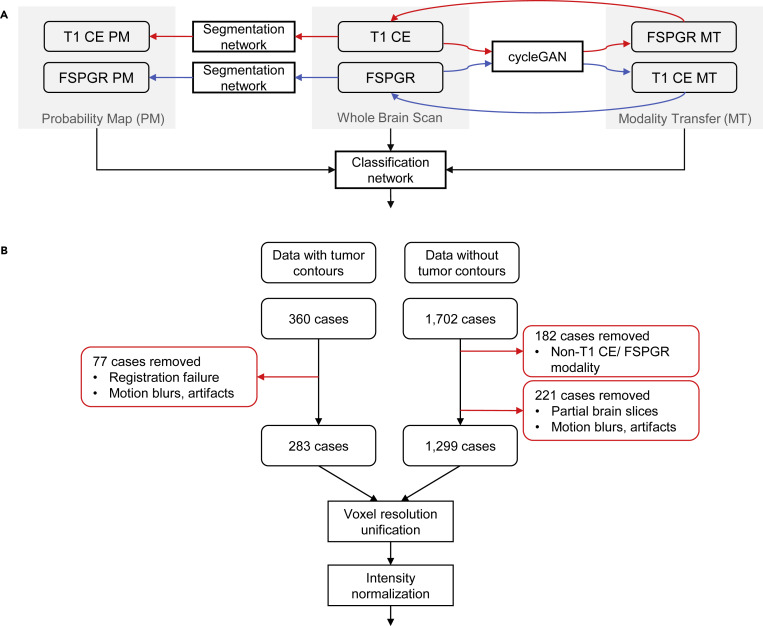 A
T1 CE PM
Segmentation
network
T1 CE
cycleGAN
FSPGR MT
FSPGR PM
Segmentation
network
FSPGR
T1 CE MT
Probability Map (PM)
Whole Brain Scan
Modality Transfer (MT)
Classification
network
B
Data with tumor
contours
Data without
tumor contours
360 cases
1,702 cases
182 cases removed
• Non-T1 CE/ FSPGR
modality
77 cases removed
• Registration failure
• Motion blurs, artifacts
221 cases removed
• Partial brain slices
• Motion blurs, artifacts
283 cases
1,299 cases
Voxel resolution
unification
Intensity
normalization